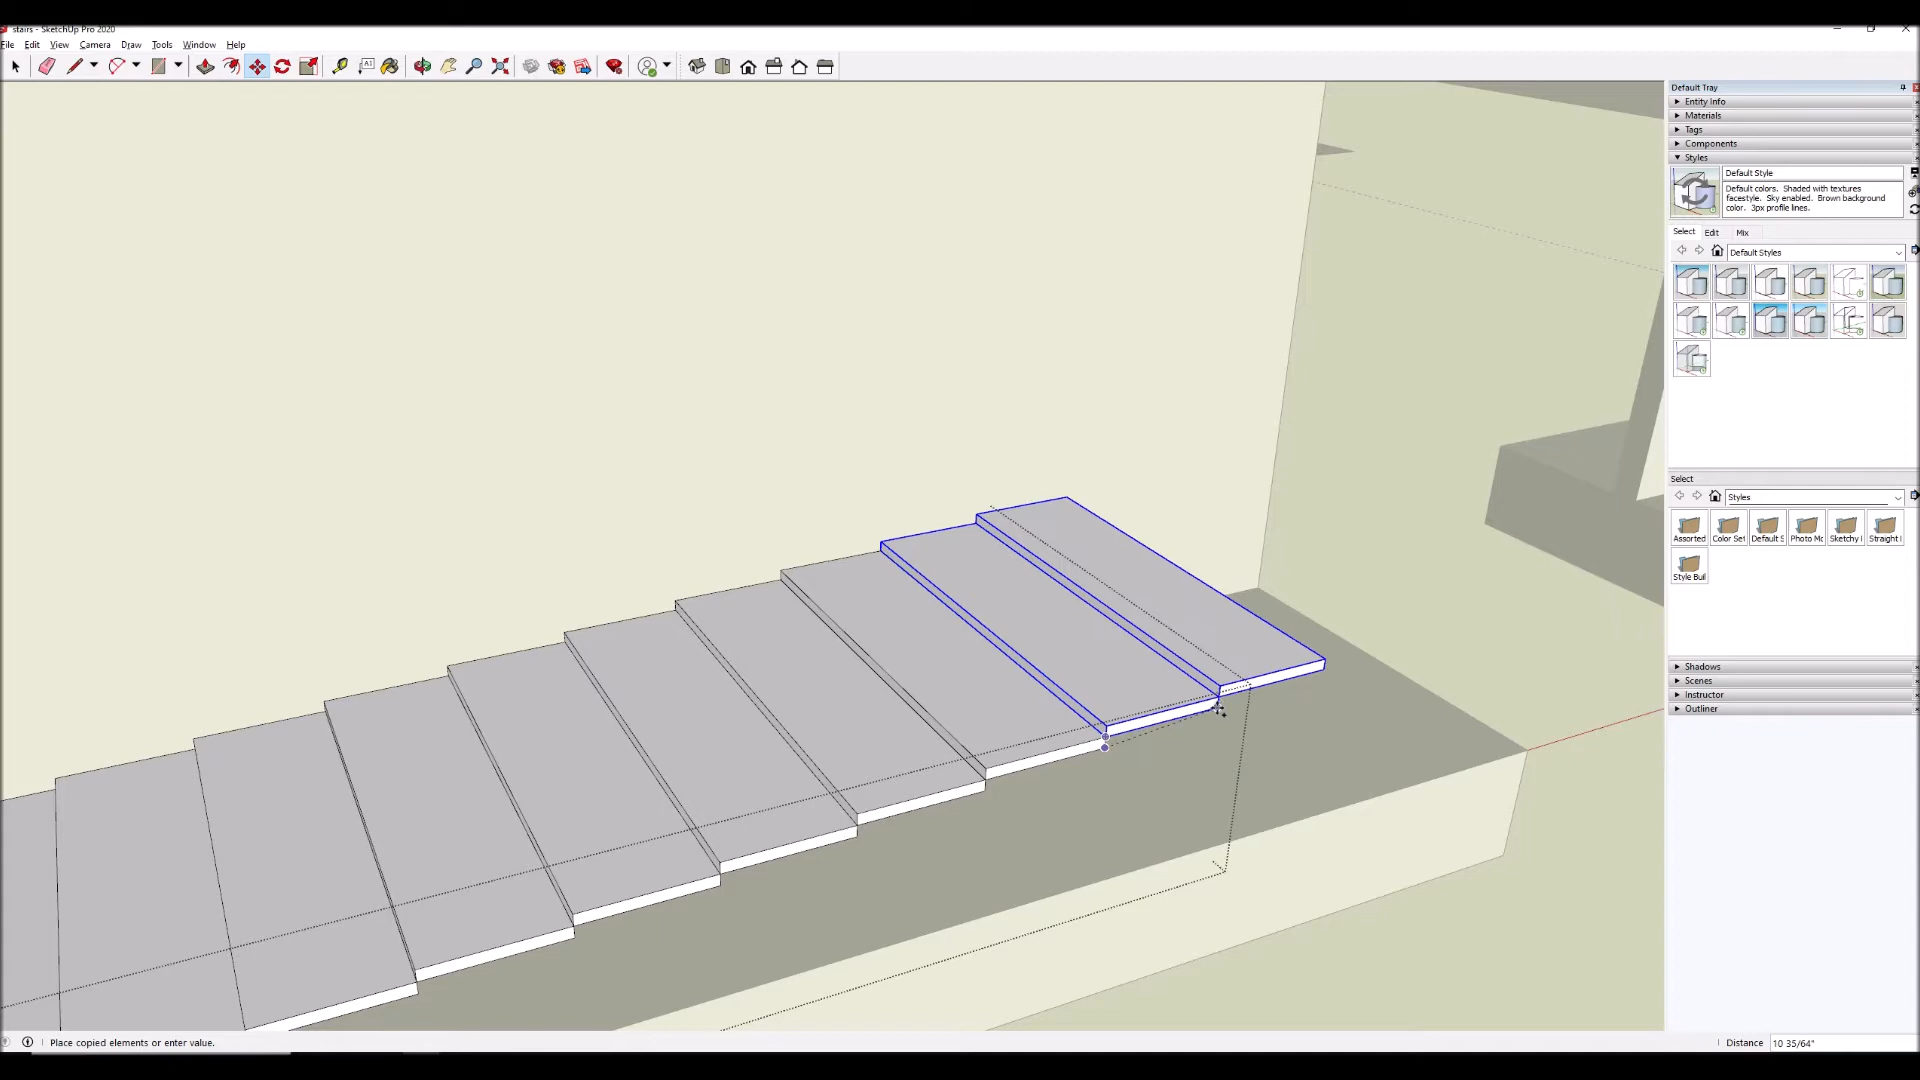 stairs - SketchUp Pro 2020
File Edit View Camera Draw Tools Window Help
A1
Default Tray
Entity Info
Materials
Tags
Components
Styles
Default Style
Default colors. Shaded with textures
facestyle. Sky enabled. Brown background
color. 3px profile lines.
Select Edit Mix
Default Styles
Select
Styles
Assorted Color Set Default S Photo Mo Sketchy Straight
Style Buil
Shadows
Scenes
Instructor
Outliner
Place copied elements or enter value.
Distance 10 35/64"